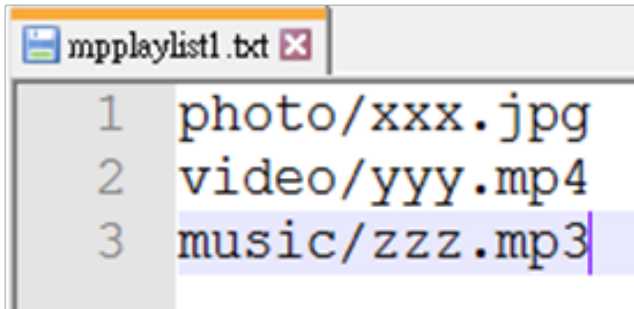 mpplaylist1.txt
1 photo/xxx.jpg
2 video/yyy.mp4
3 music/zzz.mp3